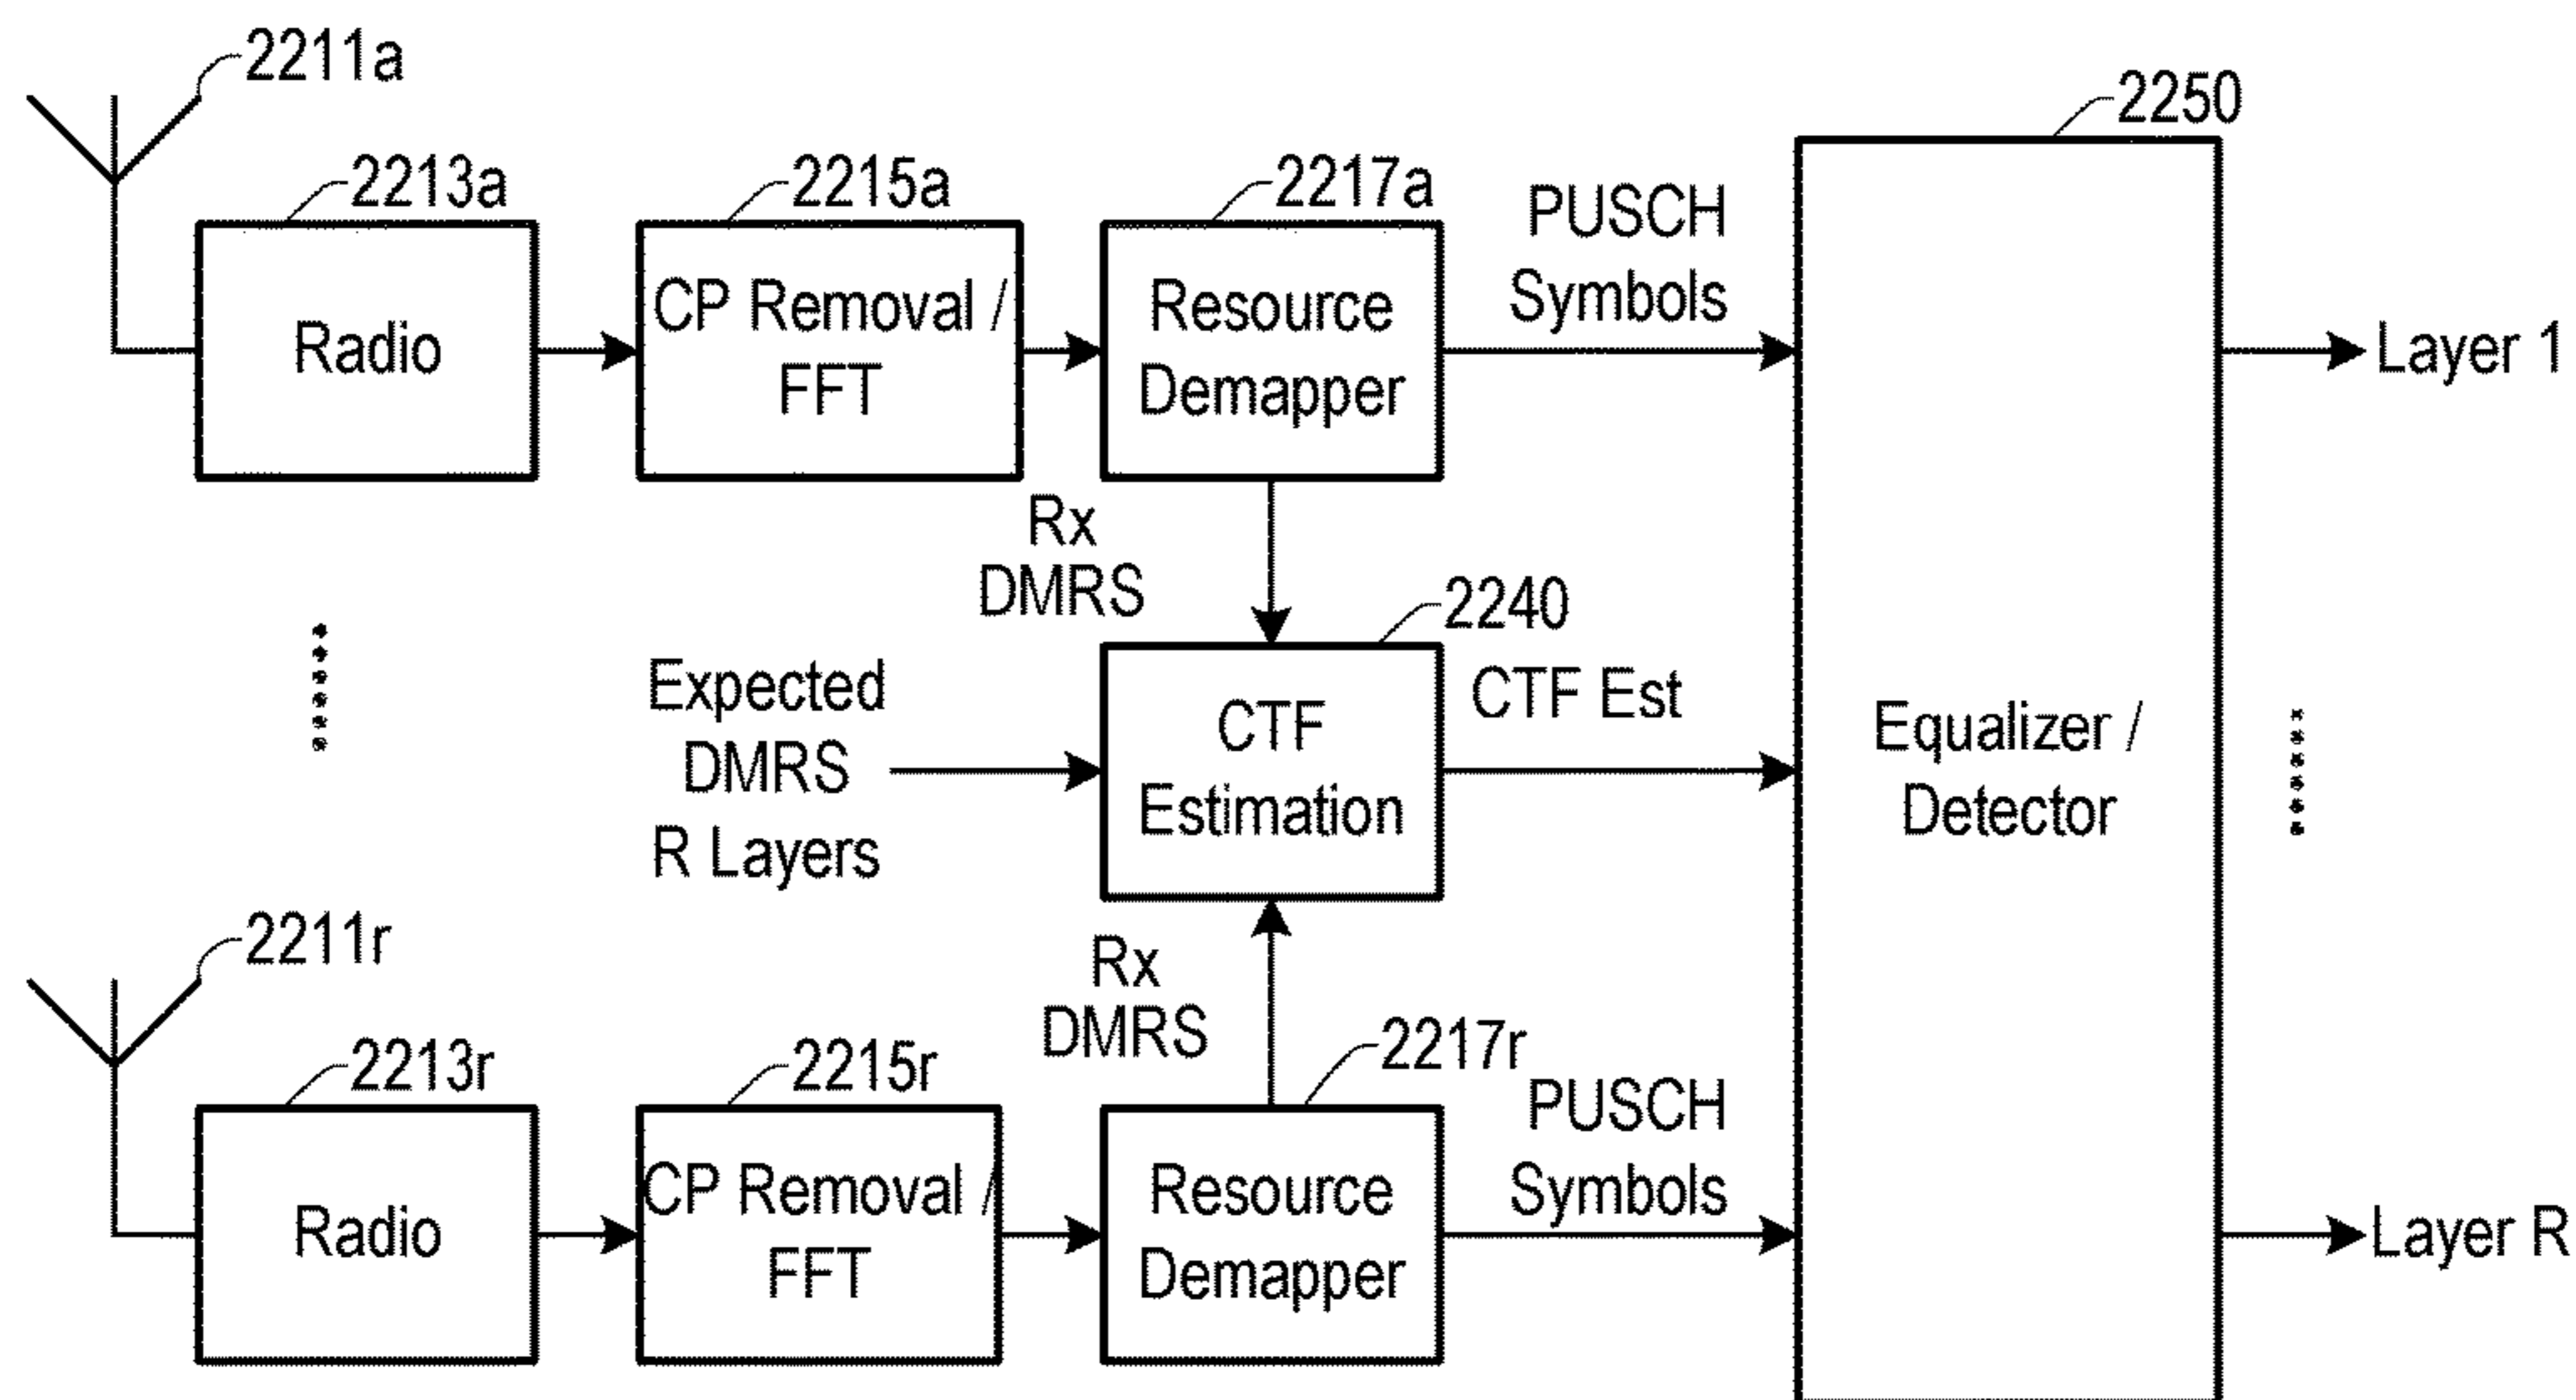 2211a
2250
2213a
2215a
2217a
PUSCH
Symbols
Radio
CP Removal /
FFT
Resource
Demapper
Layer 1
Rx
DMRS
2240
Expected
DMRS
R Layers
CTF
Estimation
CTF Est
Equalizer /
Detector
2211r
Rx
DMRS
2213r
2215r
2217r
PUSCH
Symbols
Radio
CP Removal /
FFT
Resource
Demapper
Layer R